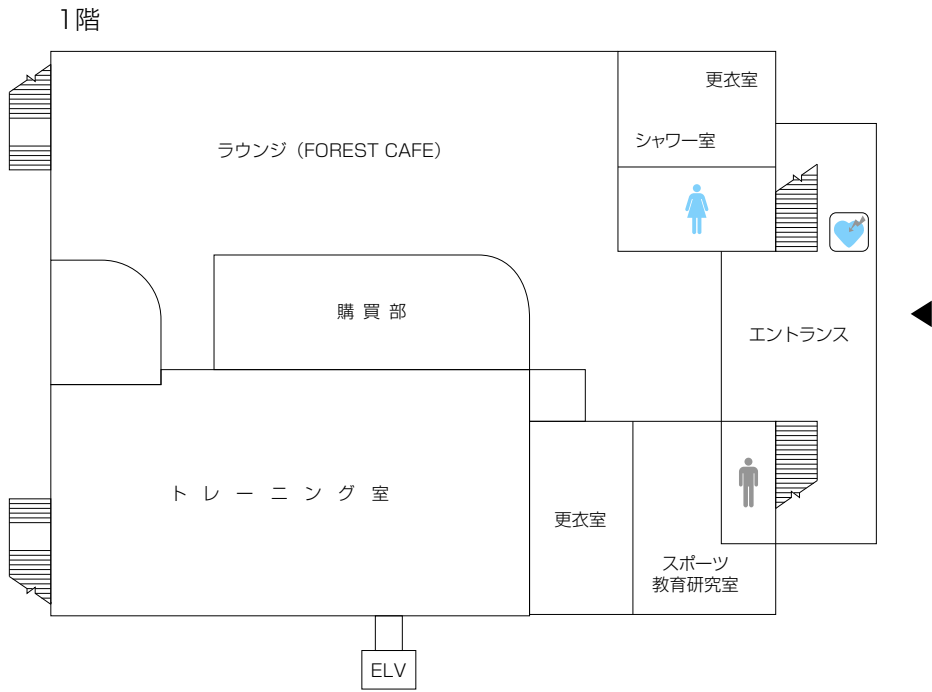 1階
更衣室
シャワー室
ラウンジ（FOREST CAFE）
購買部
エントランス
トレーニング室
更衣室
スポーツ
教育研究室
ELV